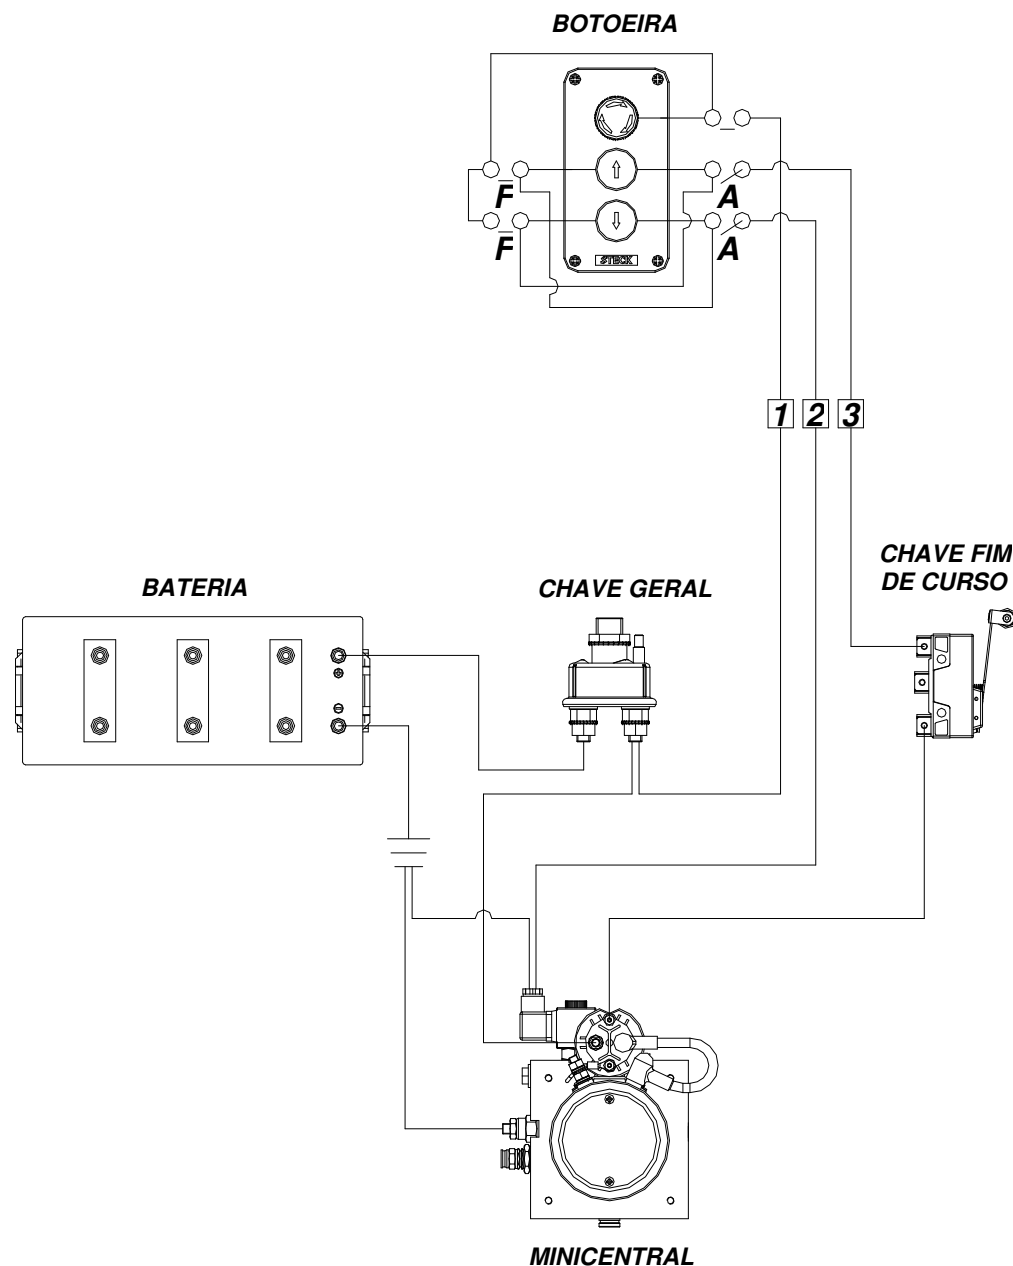 BOTOEIRA
F
A
F
A
STECK
1 2 3
CHAVE FIM
DE CURSO
BATERIA
CHAVE GERAL
MINICENTRAL